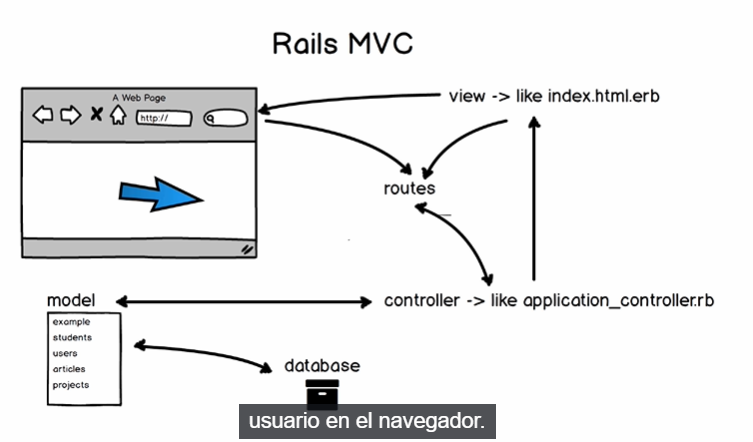 Rails MVC
A Web Page
http://
view -> like index.html.erb
routes
model
controller -> like application_controller.rb
example
students
users
articles
projects
database
usuario en el navegador.